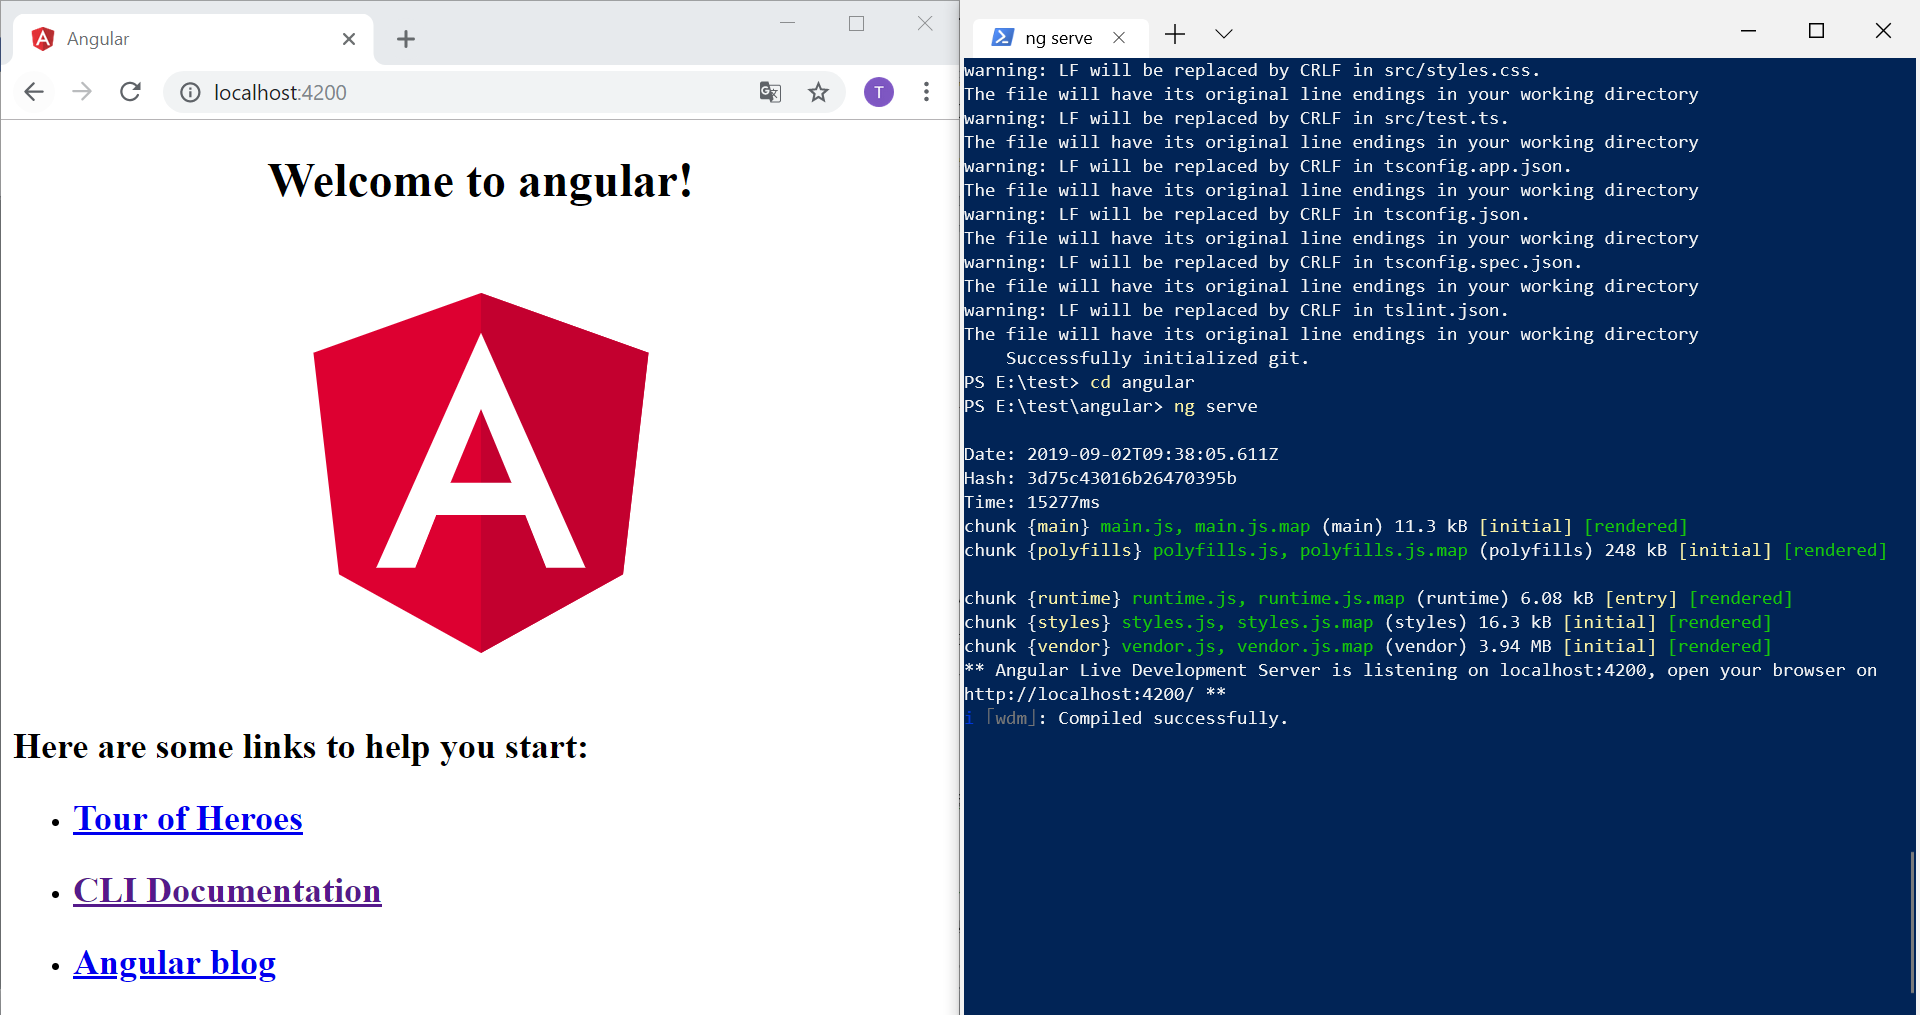 Angular
localhost:4200
T
Welcome to angular!
A
Here are some links to help you start:
Tour of Heroes
CLI Documentation
Angular blog
ng serve
warning: LF will be replaced by CRLF in src/styles.css.
The file will have its original line endings in your working directory
warning: LF will be replaced by CRLF in src/test.ts.
The file will have its original line endings in your working directory
warning: LF will be replaced by CRLF in tsconfig.app.json.
The file will have its original line endings in your working directory
warning: LF will be replaced by CRLF in tsconfig.json.
The file will have its original line endings in your working directory
warning: LF will be replaced by CRLF in tsconfig.spec.json.
The file will have its original line endings in your working directory
warning: LF will be replaced by CRLF in tslint.json.
The file will have its original line endings in your working directory
Successfully initialized git.
PS E:\test> cd angular
PS E:\test\angular> ng serve
Date: 2019-09-02T09:38:05.611Z
Hash: 3d75c43016b26470395b
Time: 15277ms
chunk {main} main.js, main.js.map (main) 11.3 kB [initial] [rendered]
chunk {polyfills} polyfills.js, polyfills.js.map (polyfills) 248 kB [initial] [rendered]
chunk {runtime} runtime.js, runtime.js.map (runtime) 6.08 kB [entry] [rendered]
chunk {styles} styles.js, styles.js.map (styles) 16.3 kB [initial] [rendered]
chunk {vendor} vendor.js, vendor.js.map (vendor) 3.94 MB [initial] [rendered]
** Angular Live Development Server is listening on localhost:4200, open your browser on
http://localhost:4200/ **
i ｢wdm｣: Compiled successfully.